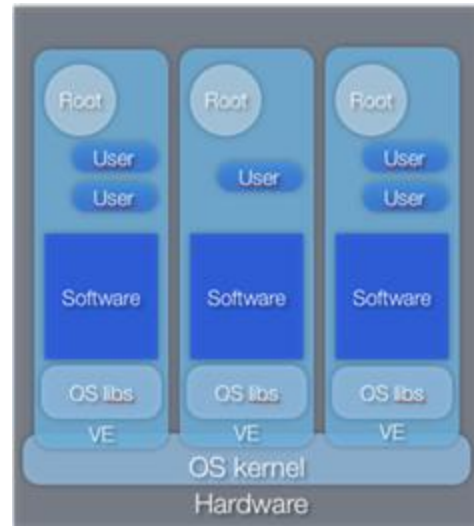 Root Root Root
User User
User
User User
Software Software Software
OS libs OS libs OS libs
VE VE VE
OS kernel
Hardware